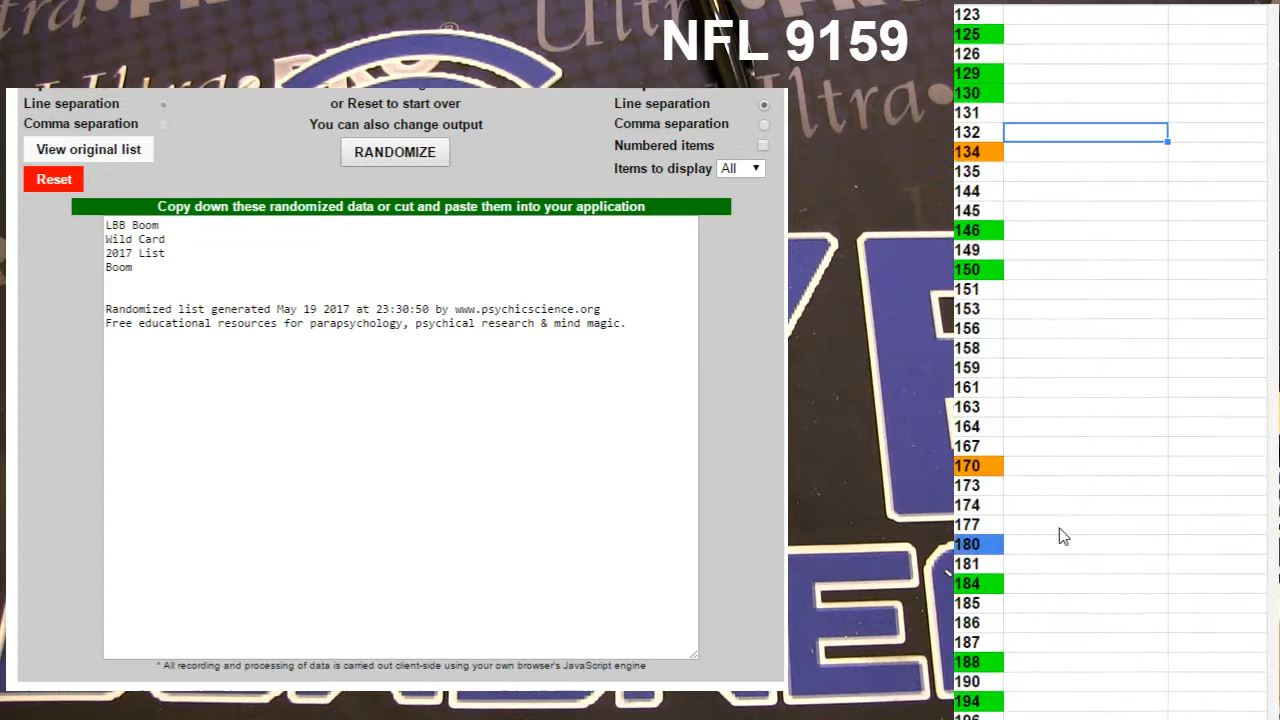 NFL 9159
Ultra
Ultra
Ultra
Line separation
Comma separation
View original list
Reset
or Reset to start over
You can also change output
RANDOMIZE
Line separation
Comma separation
Numbered items
Items to display All
Copy down these randomized data or cut and paste them into your application
LBB Boom
Wild Card
2017 List
Boom
Randomized list generated May 19 2017 at 23:30:50 by www.psychicscience.org
Free educational resources for parapsychology, psychical research & mind magic.
* All recording and processing of data is carried out client-side using your own browser's JavaScript engine
123
125
126
129
130
131
132
134
135
144
145
146
149
150
151
153
156
158
159
161
163
164
167
170
173
174
177
180
181
184
185
186
187
188
190
194